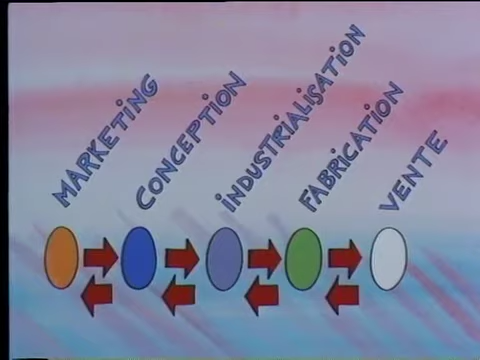 MARKETING
CONCEPTION
iNDUSTRiALiSATiON
FABRiCATiON
VENTE